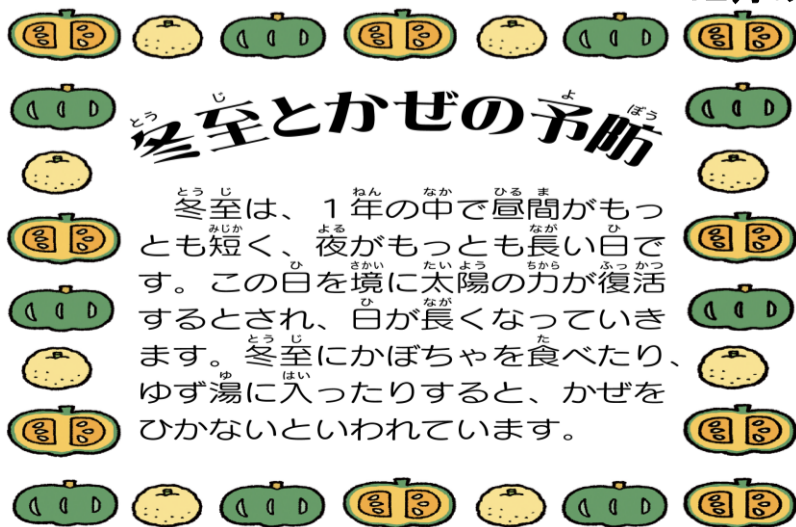 冬至とかぜの予防
冬至は、1年の中で昼間がもっ
とも短く、夜がもっとも長い日で
す。この日を境に太陽の力が復活
するとされ、日が長くなっていき
ます。冬至にかぼちゃを食べたり、
ゆず湯に入ったりすると、かぜを
ひかないといわれています。